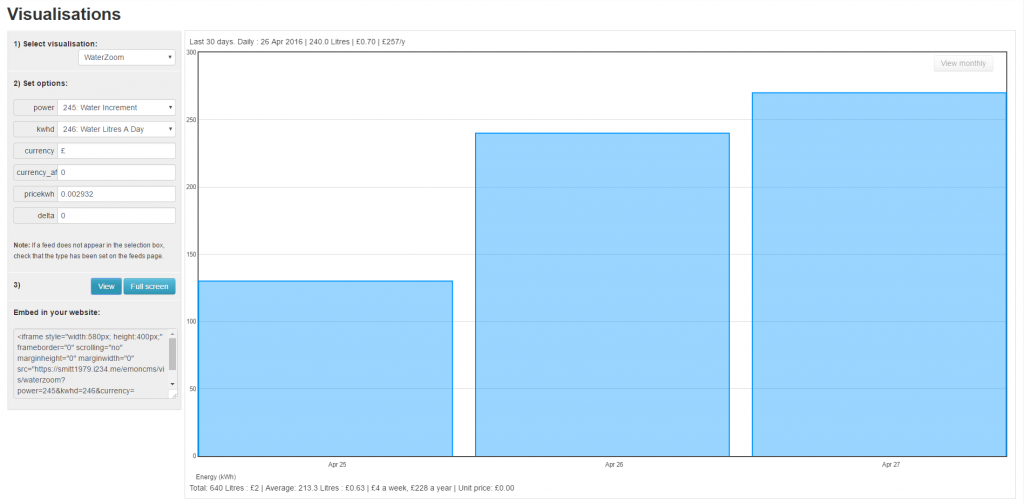 Visualisations
1) Select visualisation:
WaterZoom
2) Set options:
power 245: Water Increment
kwhd 246: Water Litres A Day
currency £
currency_af 0
pricekwh 0.002932
delta 0
Note: If a feed does not appear in the selection box,
check that the type has been set on the feeds page.
3) View Full screen
Embed in your website:
<iframe style="width:580px; height:400px;"
frameborder="0" scrolling="no"
marginheight="0" marginwidth="0"
src="https://smitt1979.i234.me/emoncms/vi
s/waterzoom?
power=245&kwhd=246&currency=
Last 30 days. Daily : 26 Apr 2016 | 240.0 Litres | £0.70 | £257/y
View monthly
300
250
200
150
100
50
0
Apr 25 Apr 26 Apr 27
Energy (kWh)
Total: 640 Litres : £2 | Average: 213.3 Litres : £0.63 | £4 a week, £228 a year | Unit price: £0.00